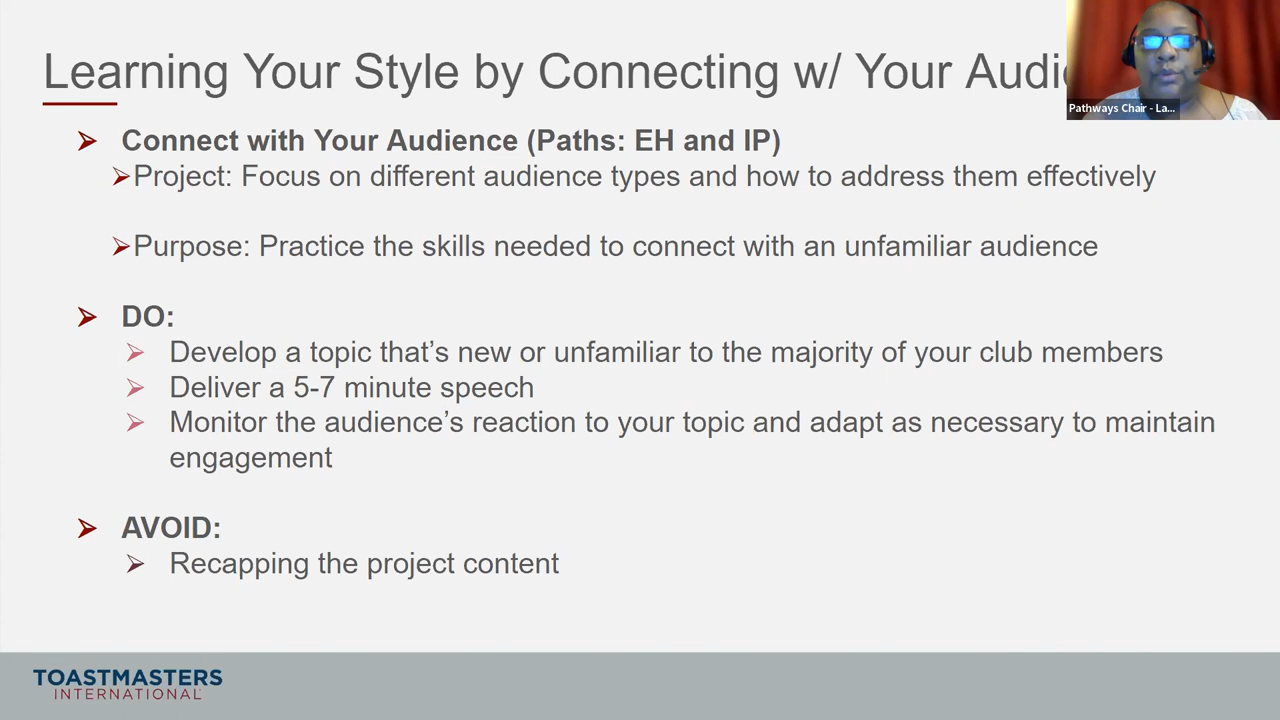 Learning Your Style by Connecting w/ Your Audi
Pathways Chair - La...
Connect with Your Audience (Paths: EH and IP)
Project: Focus on different audience types and how to address them effectively
Purpose: Practice the skills needed to connect with an unfamiliar audience
DO:
Develop a topic that's new or unfamiliar to the majority of your club members
Deliver a 5-7 minute speech
Monitor the audience's reaction to your topic and adapt as necessary to maintain
engagement
AVOID:
Recapping the project content
TOASTMASTERS
INTERNATIONAL